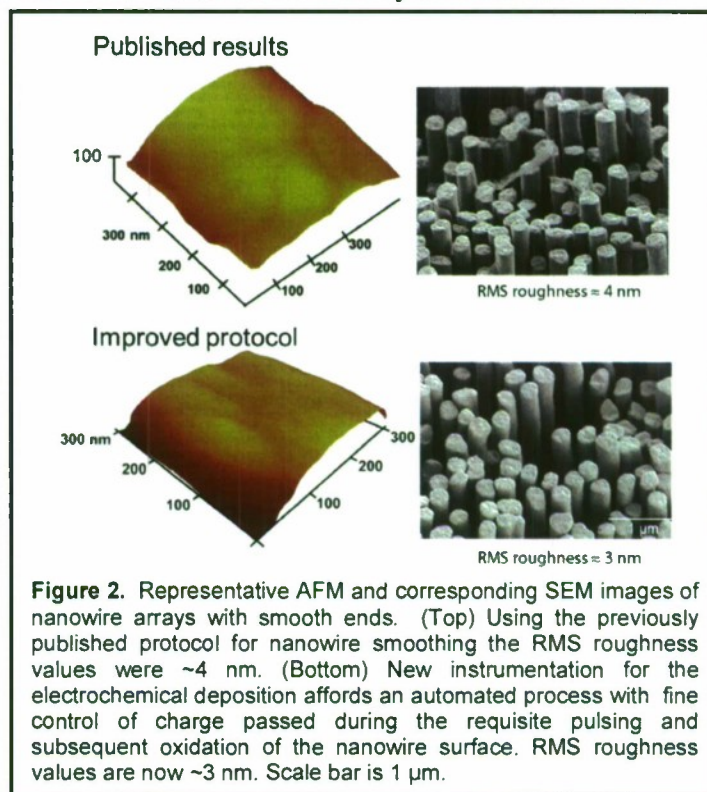 Published results
100
300 nm
200
100
100
200
300
RMS roughness ≈ 4 nm
Improved protocol
300 nm
200
100
100
200
300
µm
RMS roughness ≈ 3 nm
Figure 2. Representative AFM and corresponding SEM images of
nanowire arrays with smooth ends. (Top) Using the previously
published protocol for nanowire smoothing the RMS roughness
values were ~4 nm. (Bottom) New instrumentation for the
electrochemical deposition affords an automated process with fine
control of charge passed during the requisite pulsing and
subsequent oxidation of the nanowire surface. RMS roughness
values are now ~3 nm. Scale bar is 1 µm.